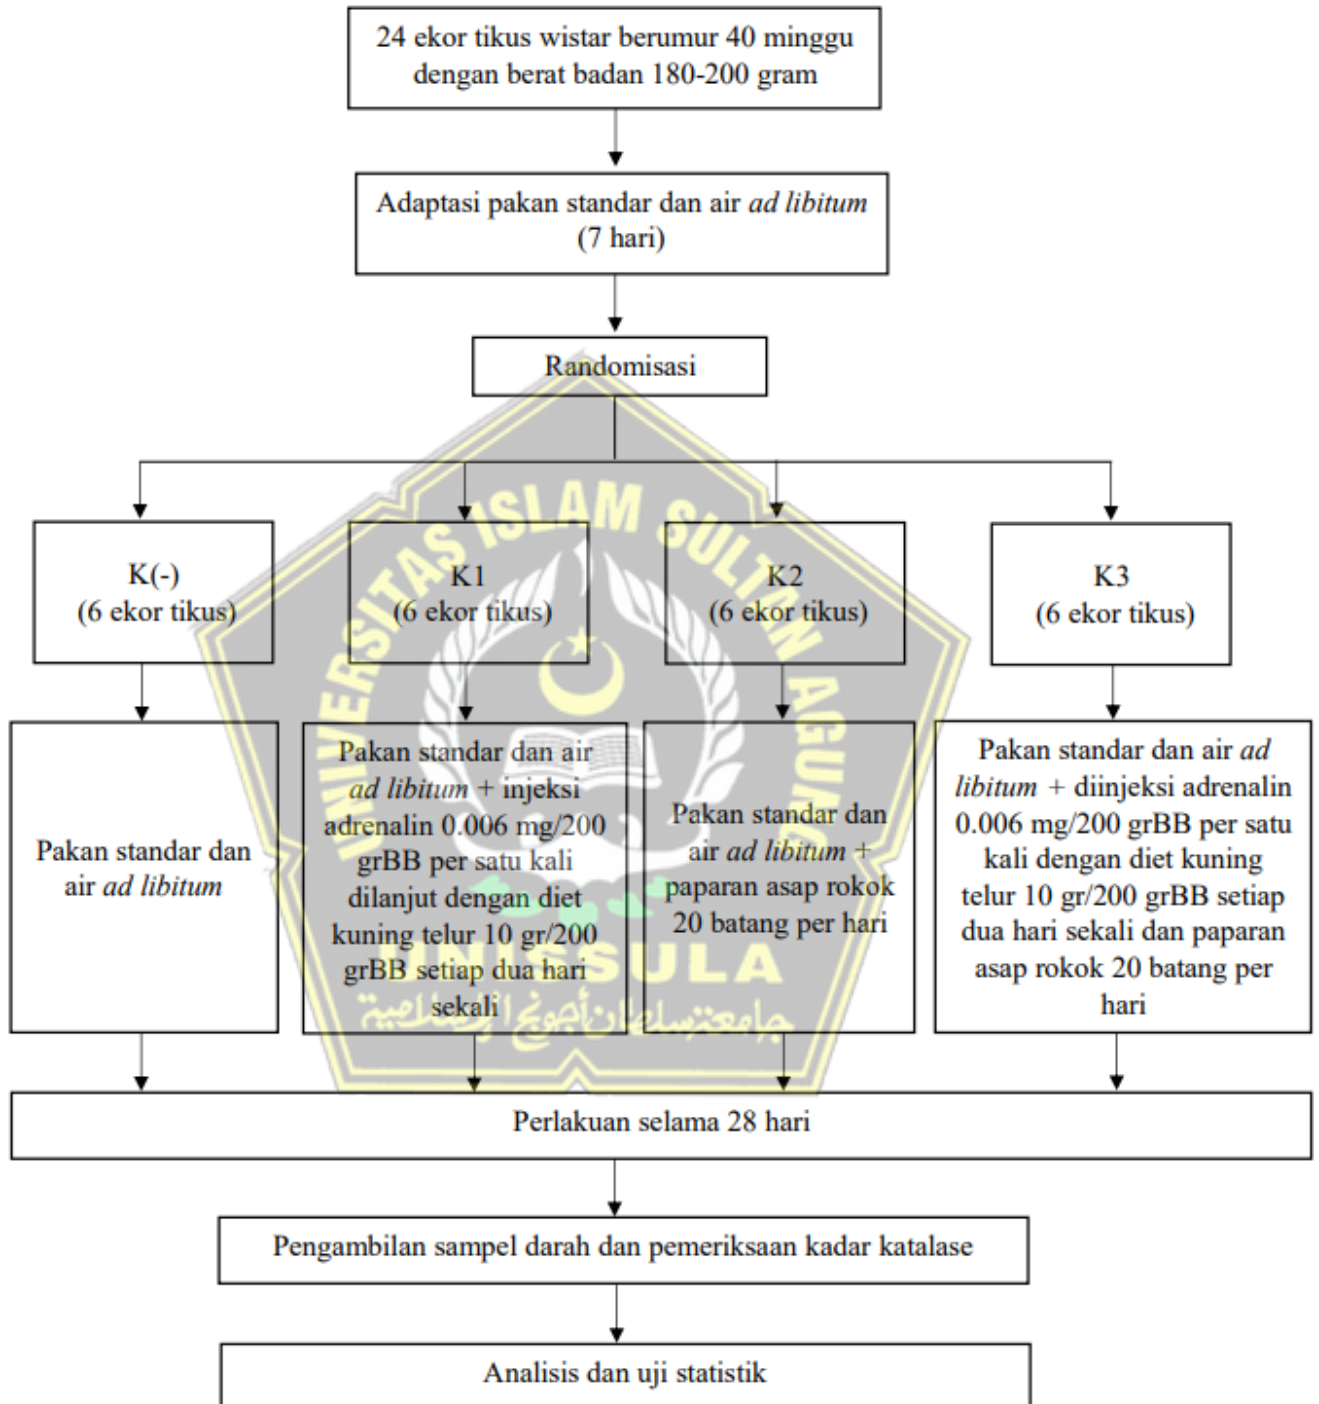 24 ekor tikus wistar berumur 40 minggu
dengan berat badan 180-200 gram
Adaptasi pakan standar dan air ad libitum
(7 hari)
Randomisasi
K(-)
(6 ekor tikus)
K1
(6 ekor tikus)
K2
(6 ekor tikus)
K3
(6 ekor tikus)
Pakan standar dan
air ad libitum
Pakan standar dan air
ad libitum + injeksi
adrenalin 0.006 mg/200
grBB per satu kali
dilanjut dengan diet
kuning telur 10 gr/200
grBB setiap dua hari
sekali
Pakan standar dan
air ad libitum +
paparan asap rokok
20 batang per hari
Pakan standar dan air ad
libitum + diinjeksi adrenalin
0.006 mg/200 grBB per satu
kali dengan diet kuning
telur 10 gr/200 grBB setiap
dua hari sekali dan paparan
asap rokok 20 batang per
hari
Perlakuan selama 28 hari
Pengambilan sampel darah dan pemeriksaan kadar katalase
Analisis dan uji statistik
UNIVERSITAS ISLAM SULTAN AGUNG
UNISSULA
جامعة سلطان أجونج الإسلامية